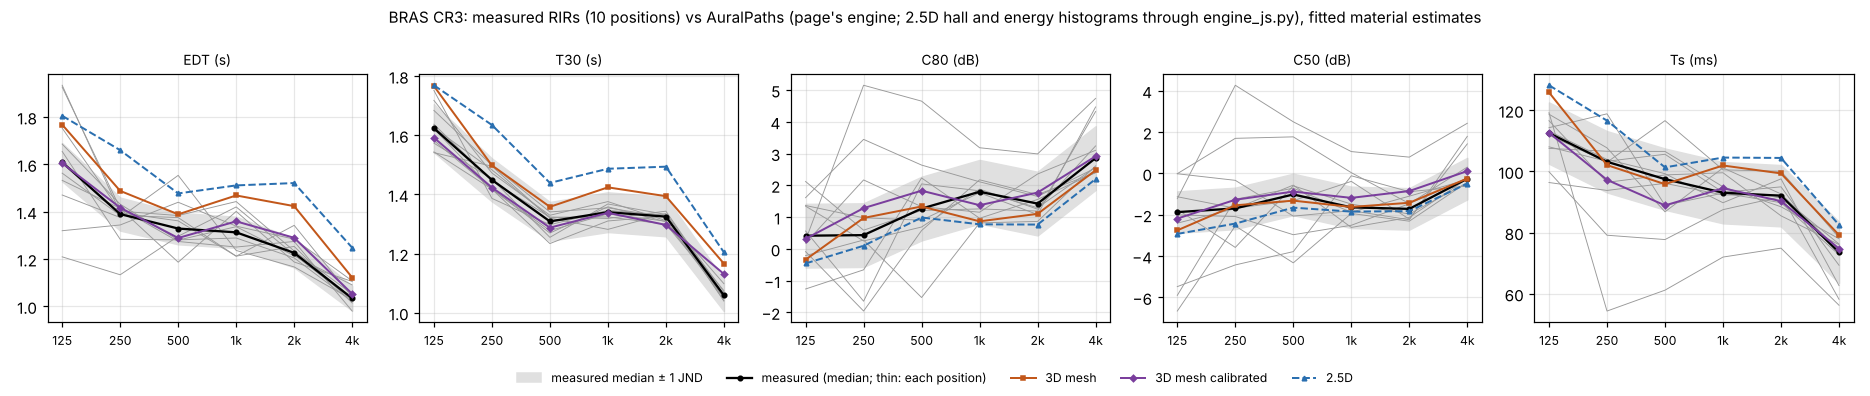 BRAS CR3: measured RIRs (10 positions) vs AuralPaths (page's engine; 2.5D hall and energy histograms through engine_js.py), fitted material estimates
EDT (s)
1.8
1.6
1.4
1.2
1.0
125 250 500 1k 2k 4k
T30 (s)
1.8
1.6
1.4
1.2
1.0
125 250 500 1k 2k 4k
C80 (dB)
5
4
3
2
1
0
−1
−2
125 250 500 1k 2k 4k
C50 (dB)
4
2
0
−2
−4
−6
125 250 500 1k 2k 4k
Ts (ms)
120
100
80
60
125 250 500 1k 2k 4k
measured median ± 1 JND
measured (median; thin: each position)
3D mesh
3D mesh calibrated
2.5D